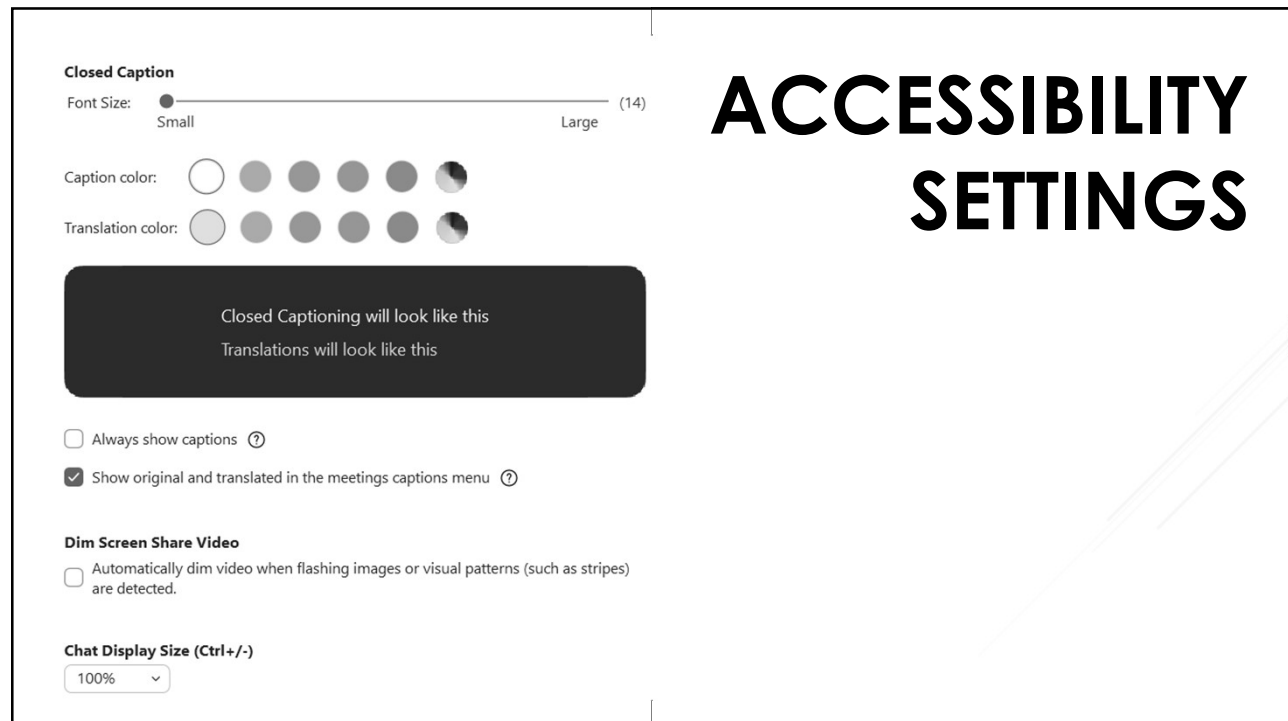 ACCESSIBILITY
SETTINGS
Closed Caption
Font Size:
(14)
Small
Large
Caption color:
Translation color:
Closed Captioning will look like this
Translations will look like this
Always show captions ?
Show original and translated in the meetings captions menu ?
Dim Screen Share Video
Automatically dim video when flashing images or visual patterns (such as stripes)
are detected.
Chat Display Size (Ctrl+/-)
100%